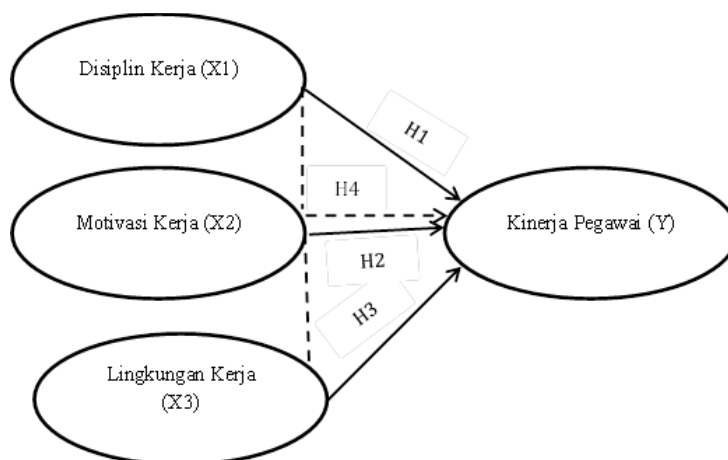 Disiplin Kerja (X1)
H1
H4
Motivasi Kerja (X2)
Kinerja Pegawai (Y)
H2
H3
Lingkungan Kerja
(X3)